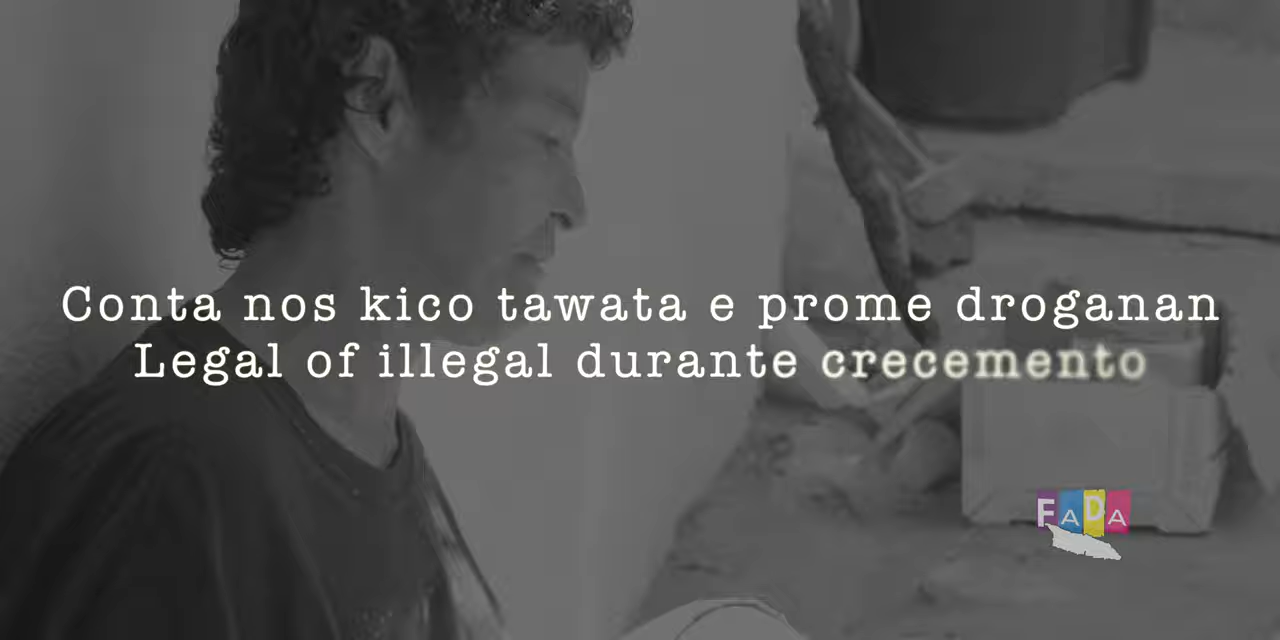 Conta nos kico tawata e prome droganan
Legal of illegal durante crecemento
FADA